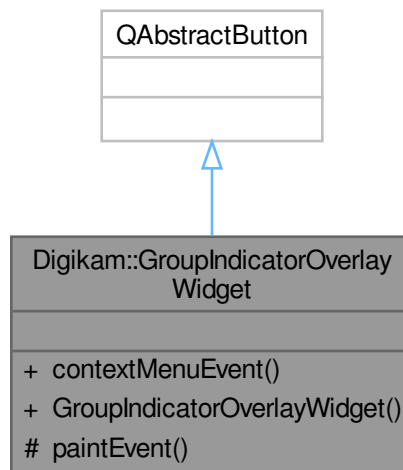 QAbstractButton
Digikam::GroupIndicatorOverlay
Widget
+ contextMenuEvent()
+ GroupIndicatorOverlayWidget()
# paintEvent()